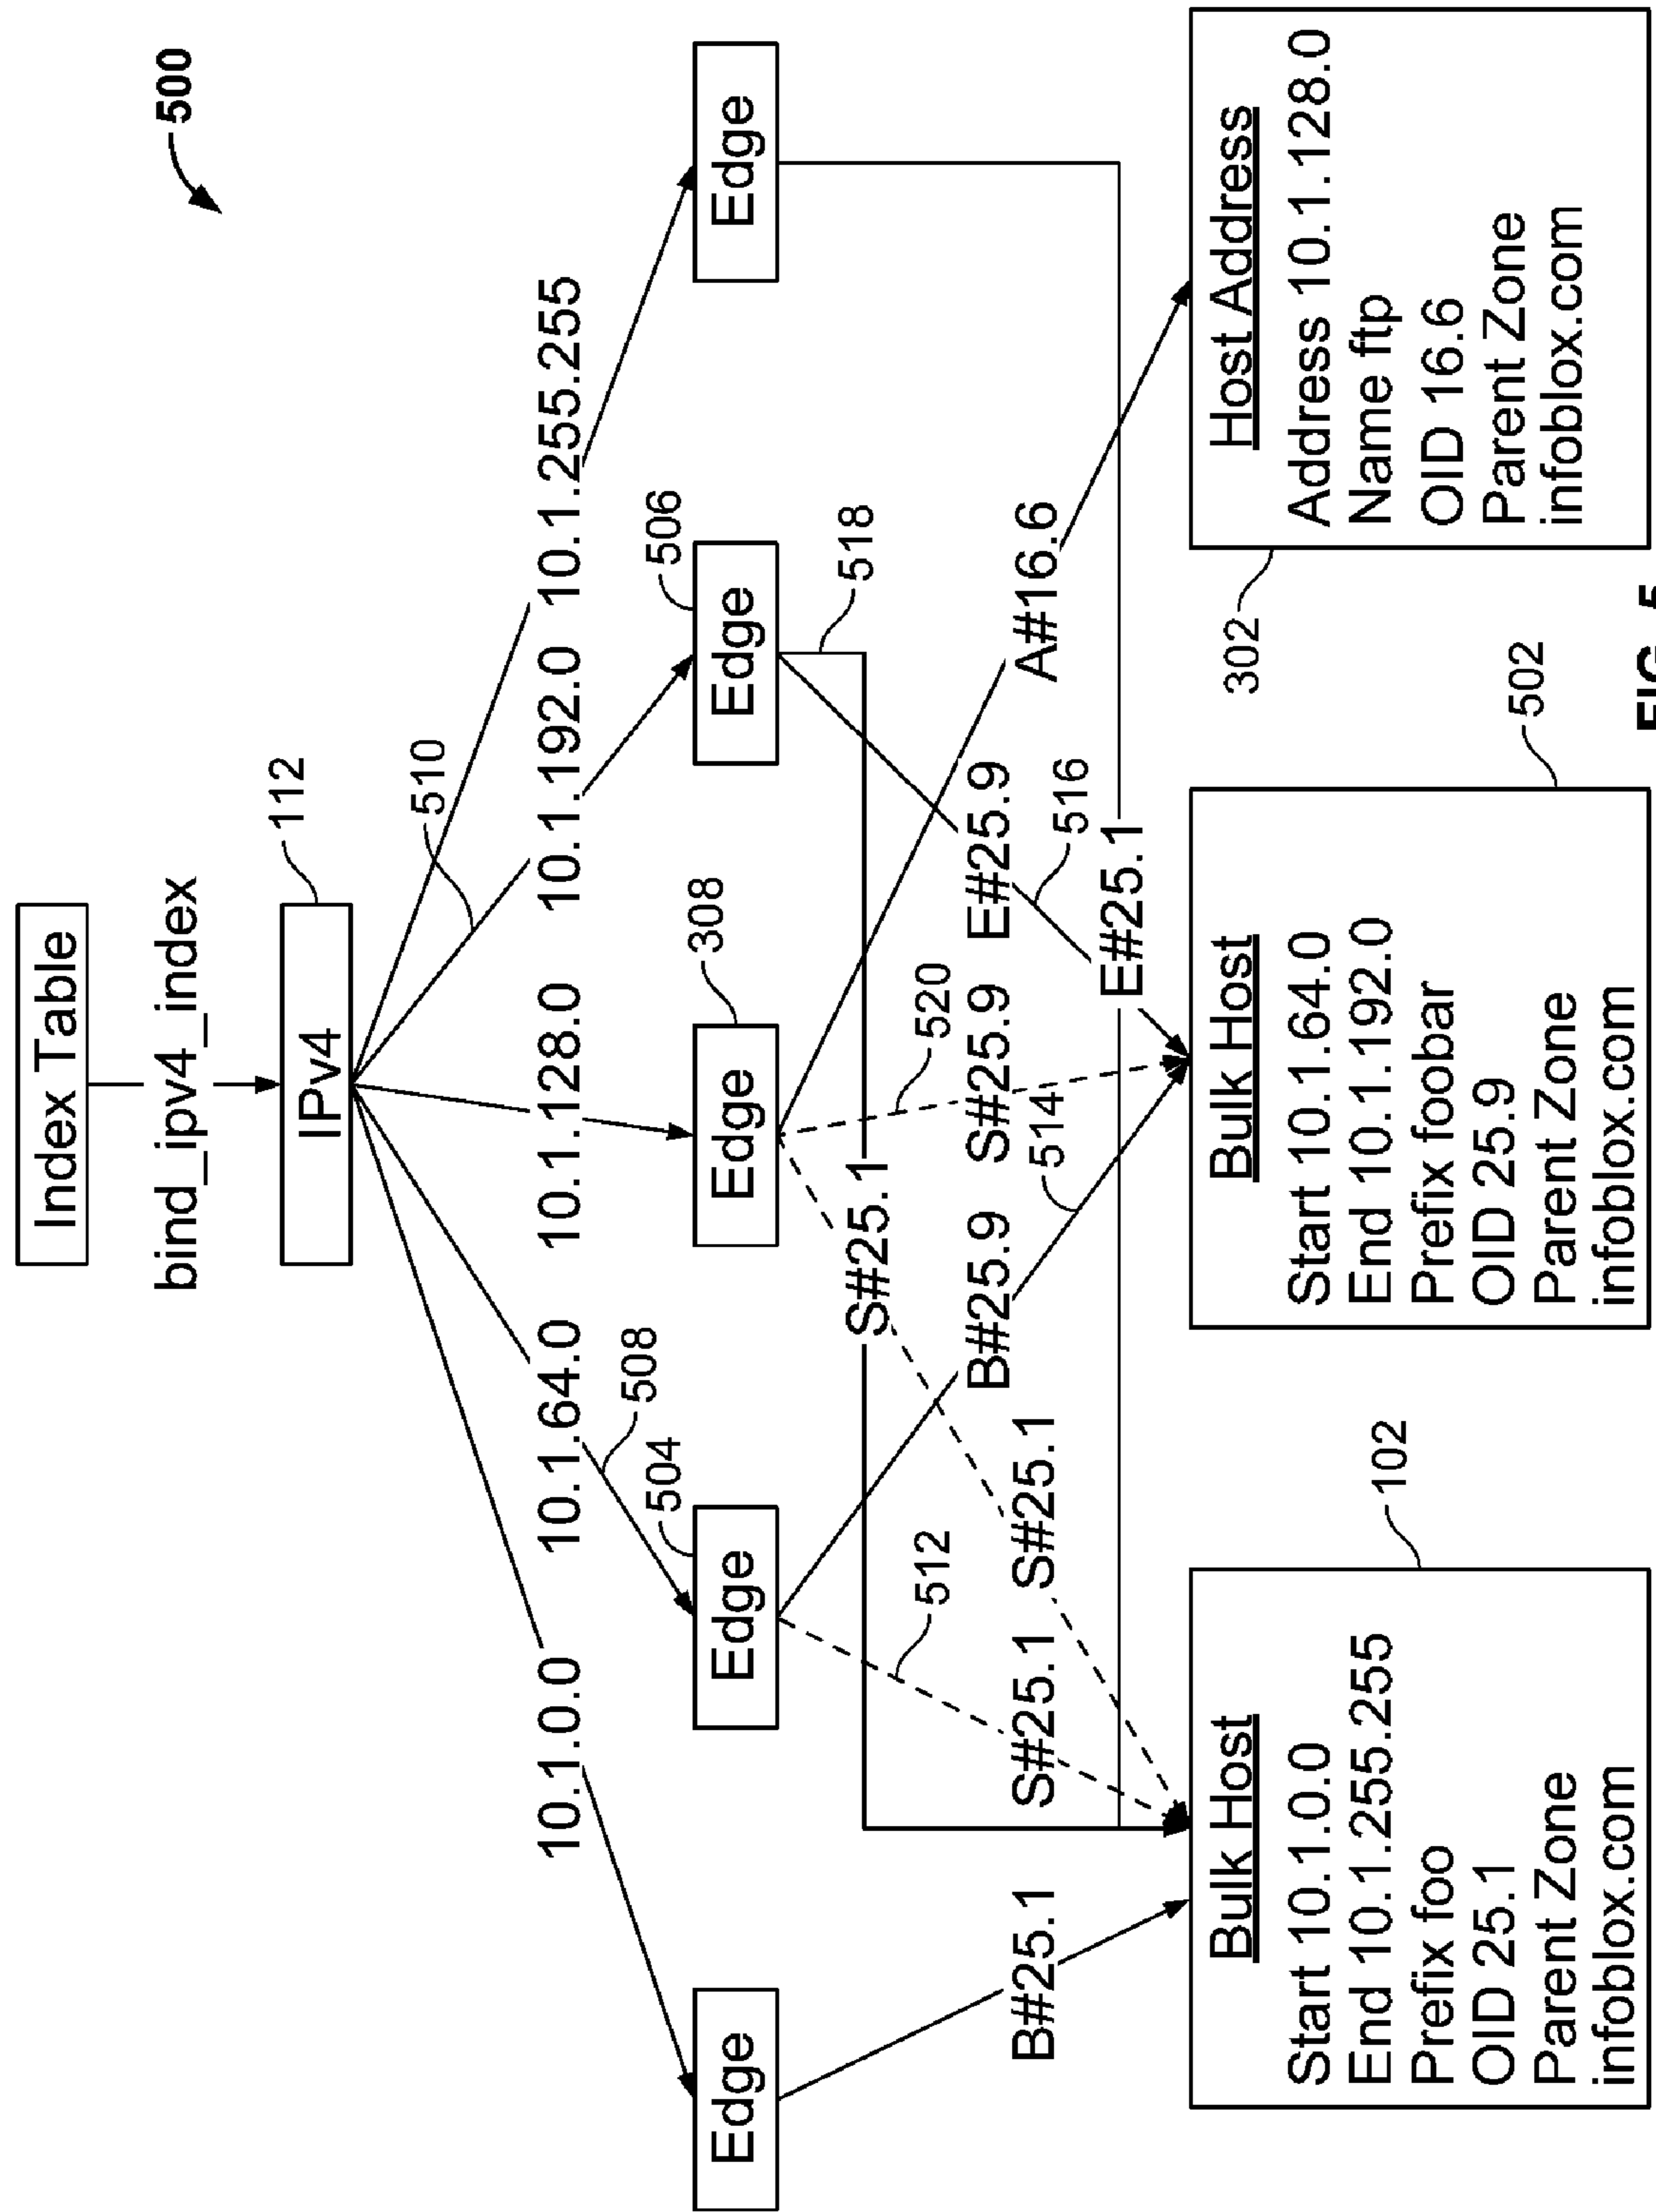 500
Index Table
bind_ipv4_index
112
IPv4
510
10.1.0.0
10.1.64.0
10.1.128.0
10.1.192.0
10.1.255.255
508
504
308
506
Edge
Edge
Edge
Edge
Edge
518
S#25.1
512
B#25.9
S#25.9
E#25.9
520
514
516
B#25.1
S#25.1
S#25.1
A#16.6
E#25.1
102
Bulk Host
Start 10.1.0.0
End 10.1.255.255
Prefix foo
OID 25.1
Parent Zone
infoblox.com
502
Bulk Host
Start 10.1.64.0
End 10.1.192.0
Prefix foobar
OID 25.9
Parent Zone
infoblox.com
302
Host Address
Address 10.1.128.0
Name ftp
OID 16.6
Parent Zone
infoblox.com
FIG. 5